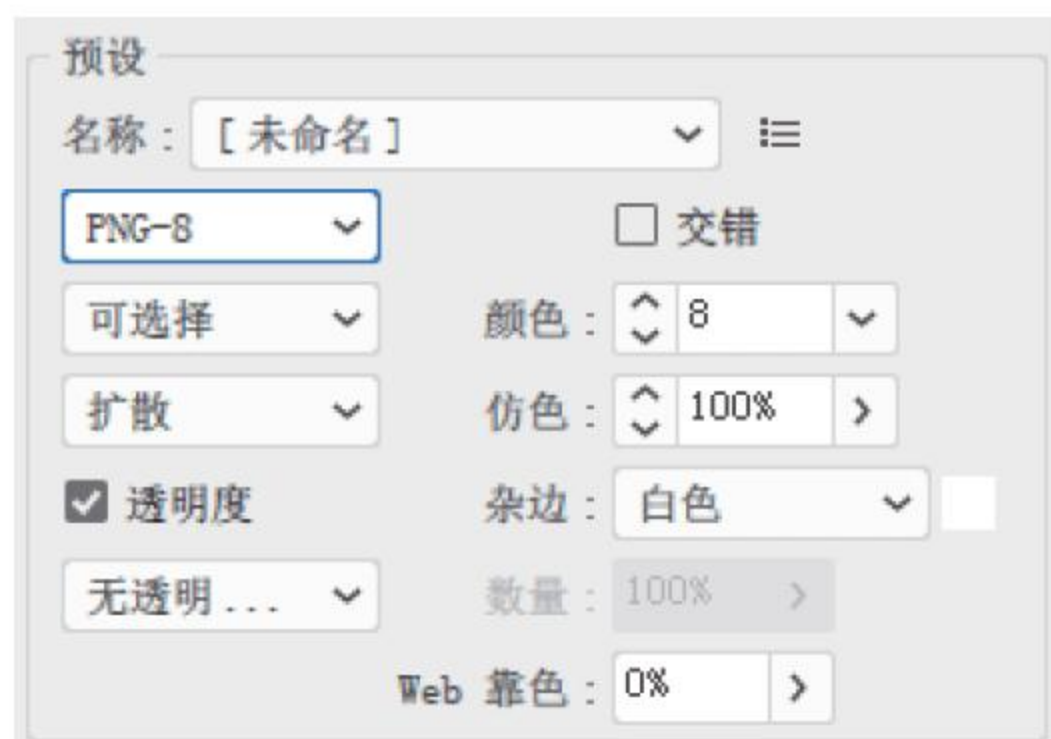 预设
名称：[ 未命名 ]
PNG-8 交错
可选择 颜色：8
扩散 仿色：100%
透明度 杂边：白色
无透明... 数量：100%
Web 靠色：0%